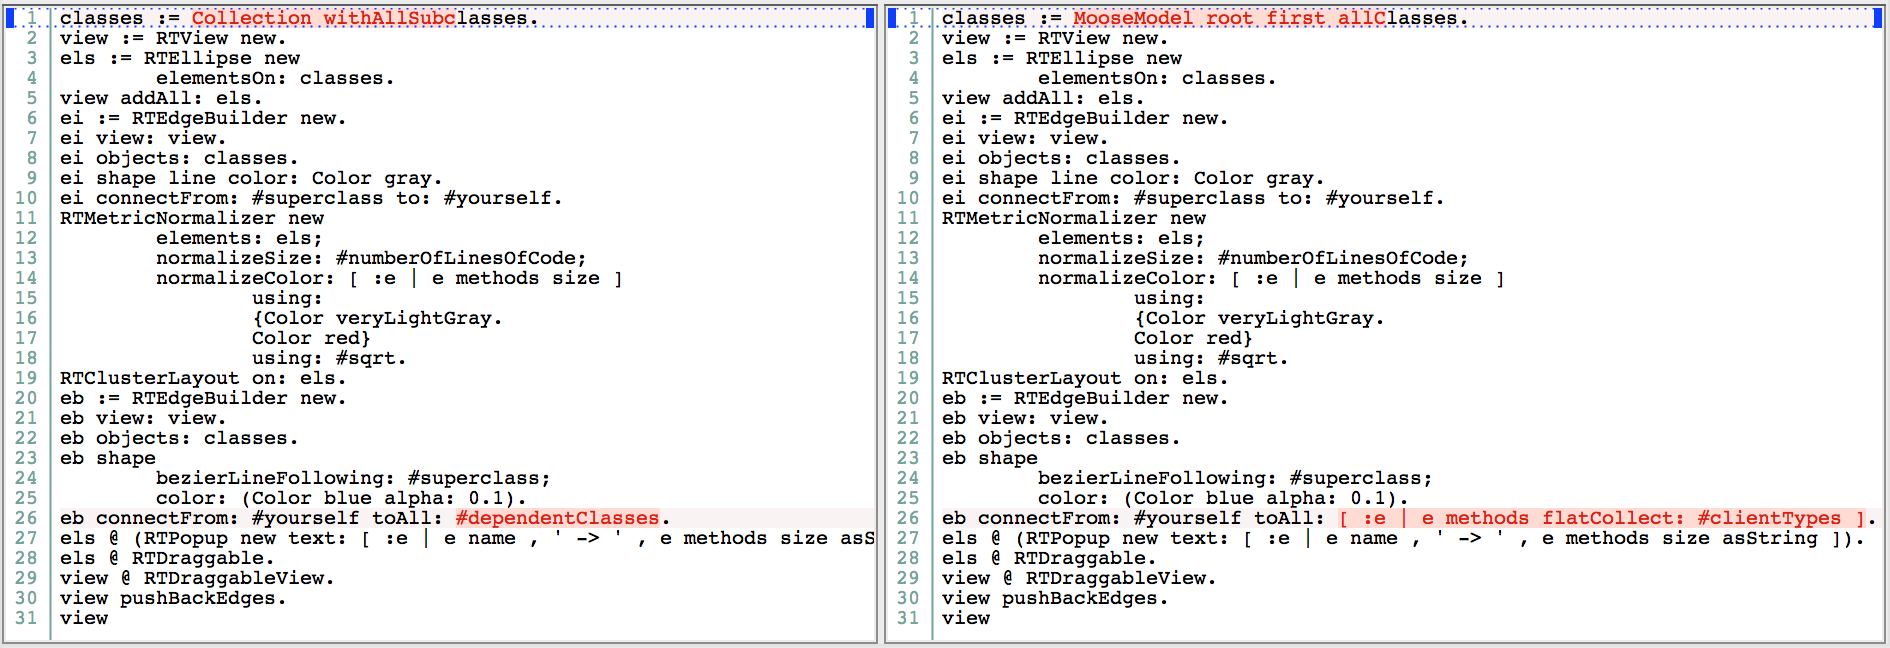 1 classes := Collection withAllSubclasses.
2 view := RTView new.
3 els := RTEllipse new
4 elementsOn: classes.
5 view addAll: els.
6 ei := RTEdgeBuilder new.
7 ei view: view.
8 ei objects: classes.
9 ei shape line color: Color gray.
10 ei connectFrom: #superclass to: #yourself.
11 RTMetricNormalizer new
12 elements: els;
13 normalizeSize: #numberOfLinesOfCode;
14 normalizeColor: [ :e | e methods size ]
15 using:
16 {Color veryLightGray.
17 Color red}
18 using: #sqrt.
19 RTClusterLayout on: els.
20 eb := RTEdgeBuilder new.
21 eb view: view.
22 eb objects: classes.
23 eb shape
24 bezierLineFollowing: #superclass;
25 color: (Color blue alpha: 0.1).
26 eb connectFrom: #yourself toAll: #dependentClasses.
27 els @ (RTPopup new text: [ :e | e name , ' -> ' , e methods size asS
28 els @ RTDraggable.
29 view @ RTDraggableView.
30 view pushBackEdges.
31 view
1 classes := MooseModel root first allClasses.
2 view := RTView new.
3 els := RTEllipse new
4 elementsOn: classes.
5 view addAll: els.
6 ei := RTEdgeBuilder new.
7 ei view: view.
8 ei objects: classes.
9 ei shape line color: Color gray.
10 ei connectFrom: #superclass to: #yourself.
11 RTMetricNormalizer new
12 elements: els;
13 normalizeSize: #numberOfLinesOfCode;
14 normalizeColor: [ :e | e methods size ]
15 using:
16 {Color veryLightGray.
17 Color red}
18 using: #sqrt.
19 RTClusterLayout on: els.
20 eb := RTEdgeBuilder new.
21 eb view: view.
22 eb objects: classes.
23 eb shape
24 bezierLineFollowing: #superclass;
25 color: (Color blue alpha: 0.1).
26 eb connectFrom: #yourself toAll: [ :e | e methods flatCollect: #clientTypes ].
27 els @ (RTPopup new text: [ :e | e name , ' -> ' , e methods size asString ]).
28 els @ RTDraggable.
29 view @ RTDraggableView.
30 view pushBackEdges.
31 view